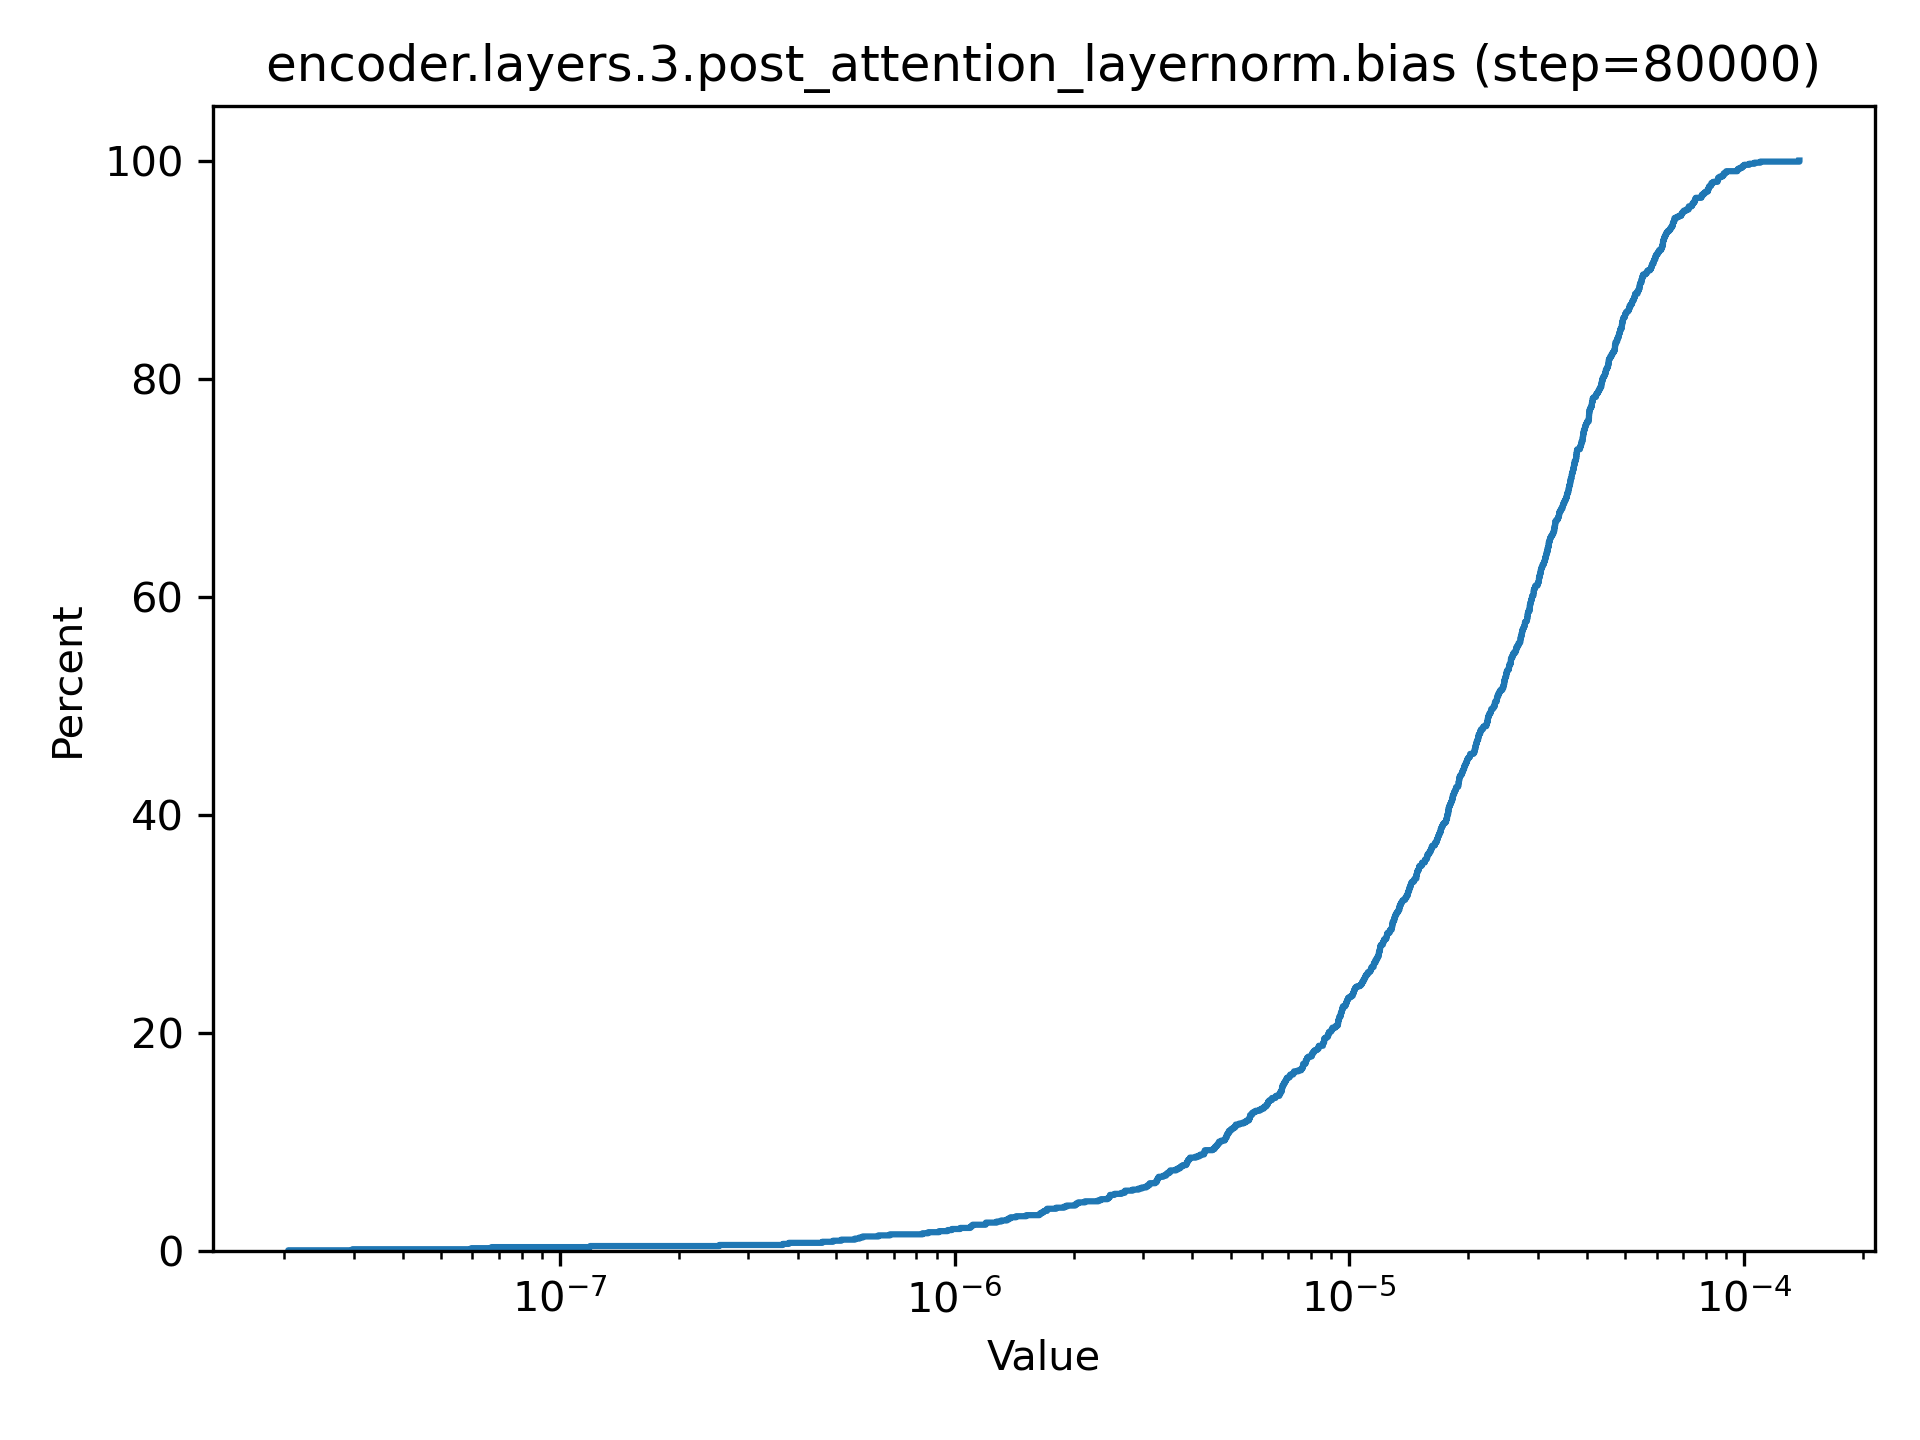 encoder.layers.3.post_attention_layernorm.bias (step=80000)
100
80
60
40
20
0
Percent
10⁻⁷ 10⁻⁶ 10⁻⁵ 10⁻⁴
Value